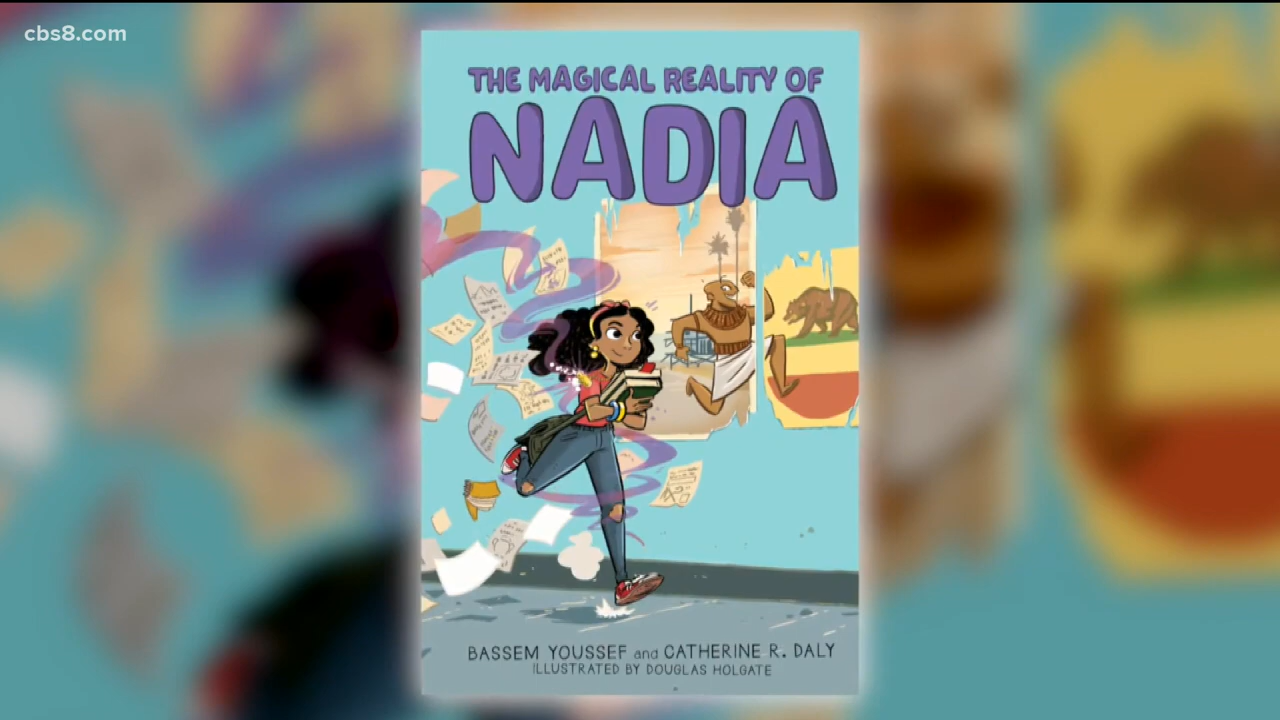 cbs8.com
THE MAGICAL REALITY OF
NADIA
BASSEM YOUSSEF and CATHERINE R. DALY
ILLUSTRATED BY DOUGLAS HOLGATE